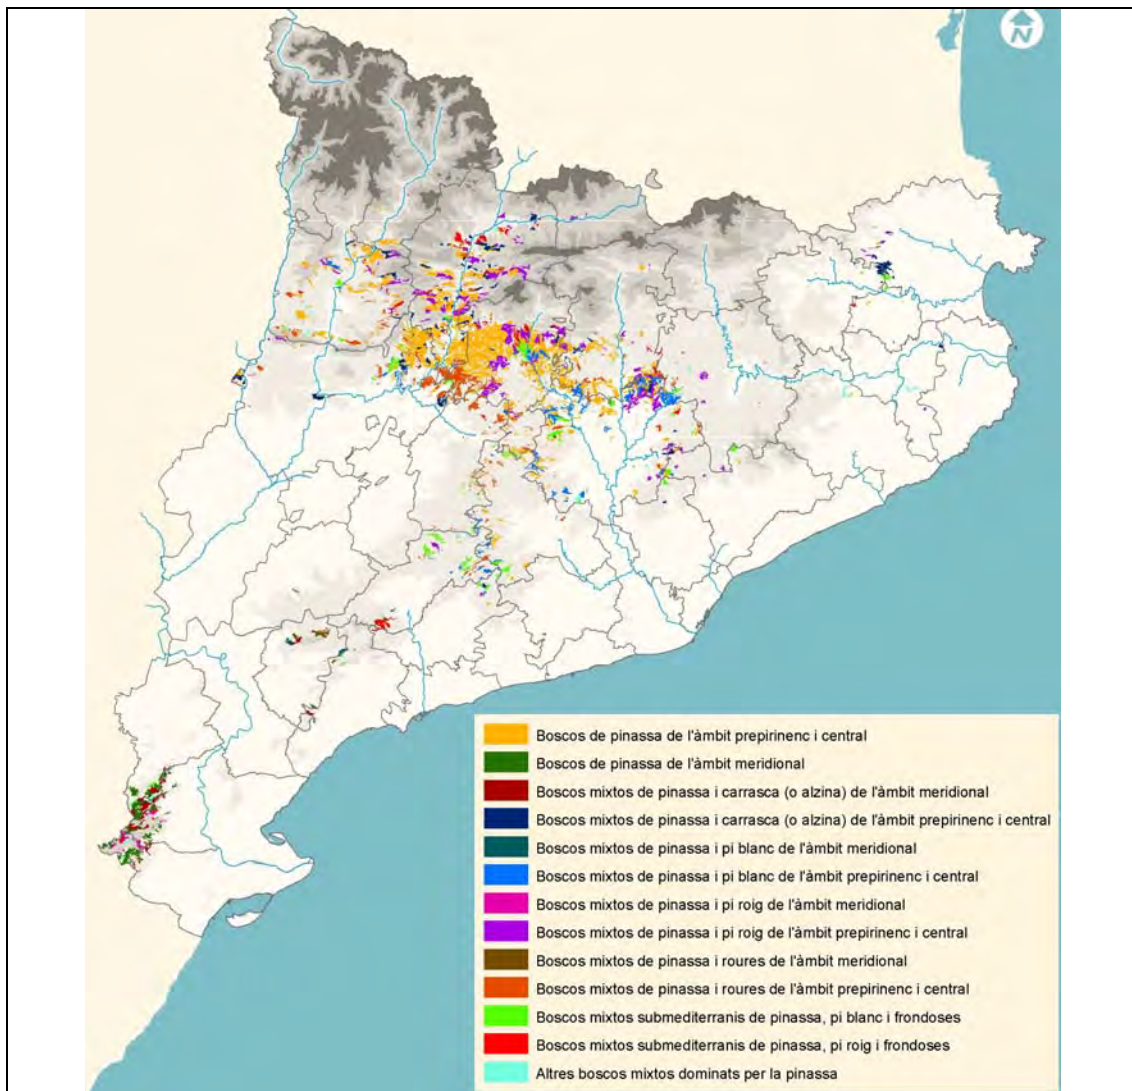 N
Boscos de pinassa de l'àmbit prepirinenc i central
Boscos de pinassa de l'àmbit meridional
Boscos mixtos de pinassa i carrasca (o alzina) de l'àmbit meridional
Boscos mixtos de pinassa i carrasca (o alzina) de l'àmbit prepirinenc i central
Boscos mixtos de pinassa i pi blanc de l'àmbit meridional
Boscos mixtos de pinassa i pi blanc de l'àmbit prepirinenc i central
Boscos mixtos de pinassa i pi roig de l'àmbit meridional
Boscos mixtos de pinassa i pi roig de l'àmbit prepirinenc i central
Boscos mixtos de pinassa i roures de l'àmbit meridional
Boscos mixtos de pinassa i roures de l'àmbit prepirinenc i central
Boscos mixtos submediterranis de pinassa, pi blanc i frondoses
Boscos mixtos submediterranis de pinassa, pi roig i frondoses
Altres boscos mixtos dominats per la pinassa